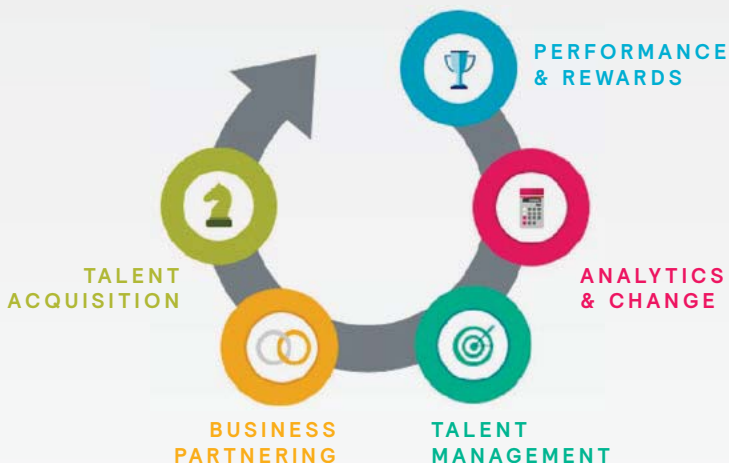 PERFORMANCE
& REWARDS
ANALYTICS
& CHANGE
TALENT
ACQUISITION
BUSINESS
PARTNERING
TALENT
MANAGEMENT